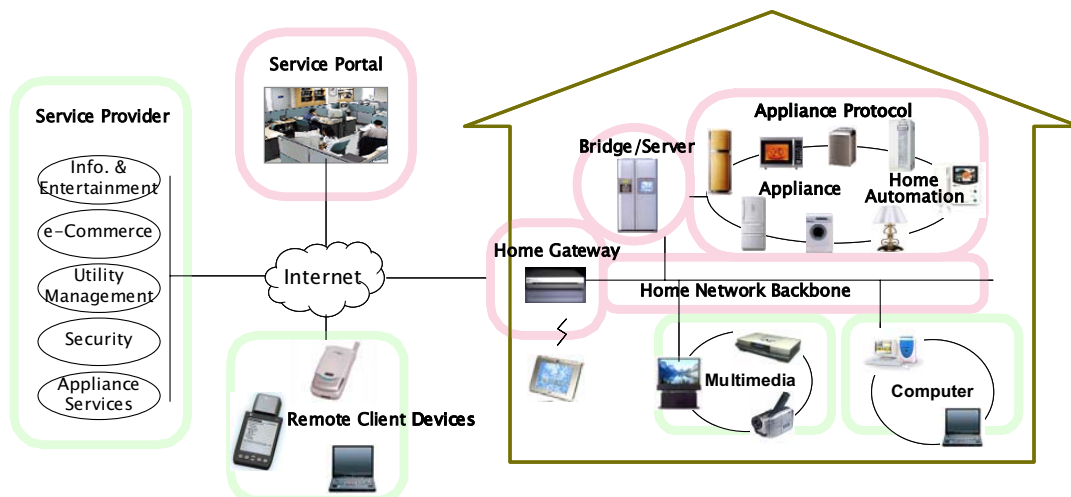 Service Portal
Service Provider
Info. &
Entertainment
e-Commerce
Utility
Management
Security
Appliance
Services
Internet
Remote Client Devices
Appliance Protocol
Bridge/Server
Appliance
Home
Automation
Home Gateway
Home Network Backbone
Multimedia
Computer